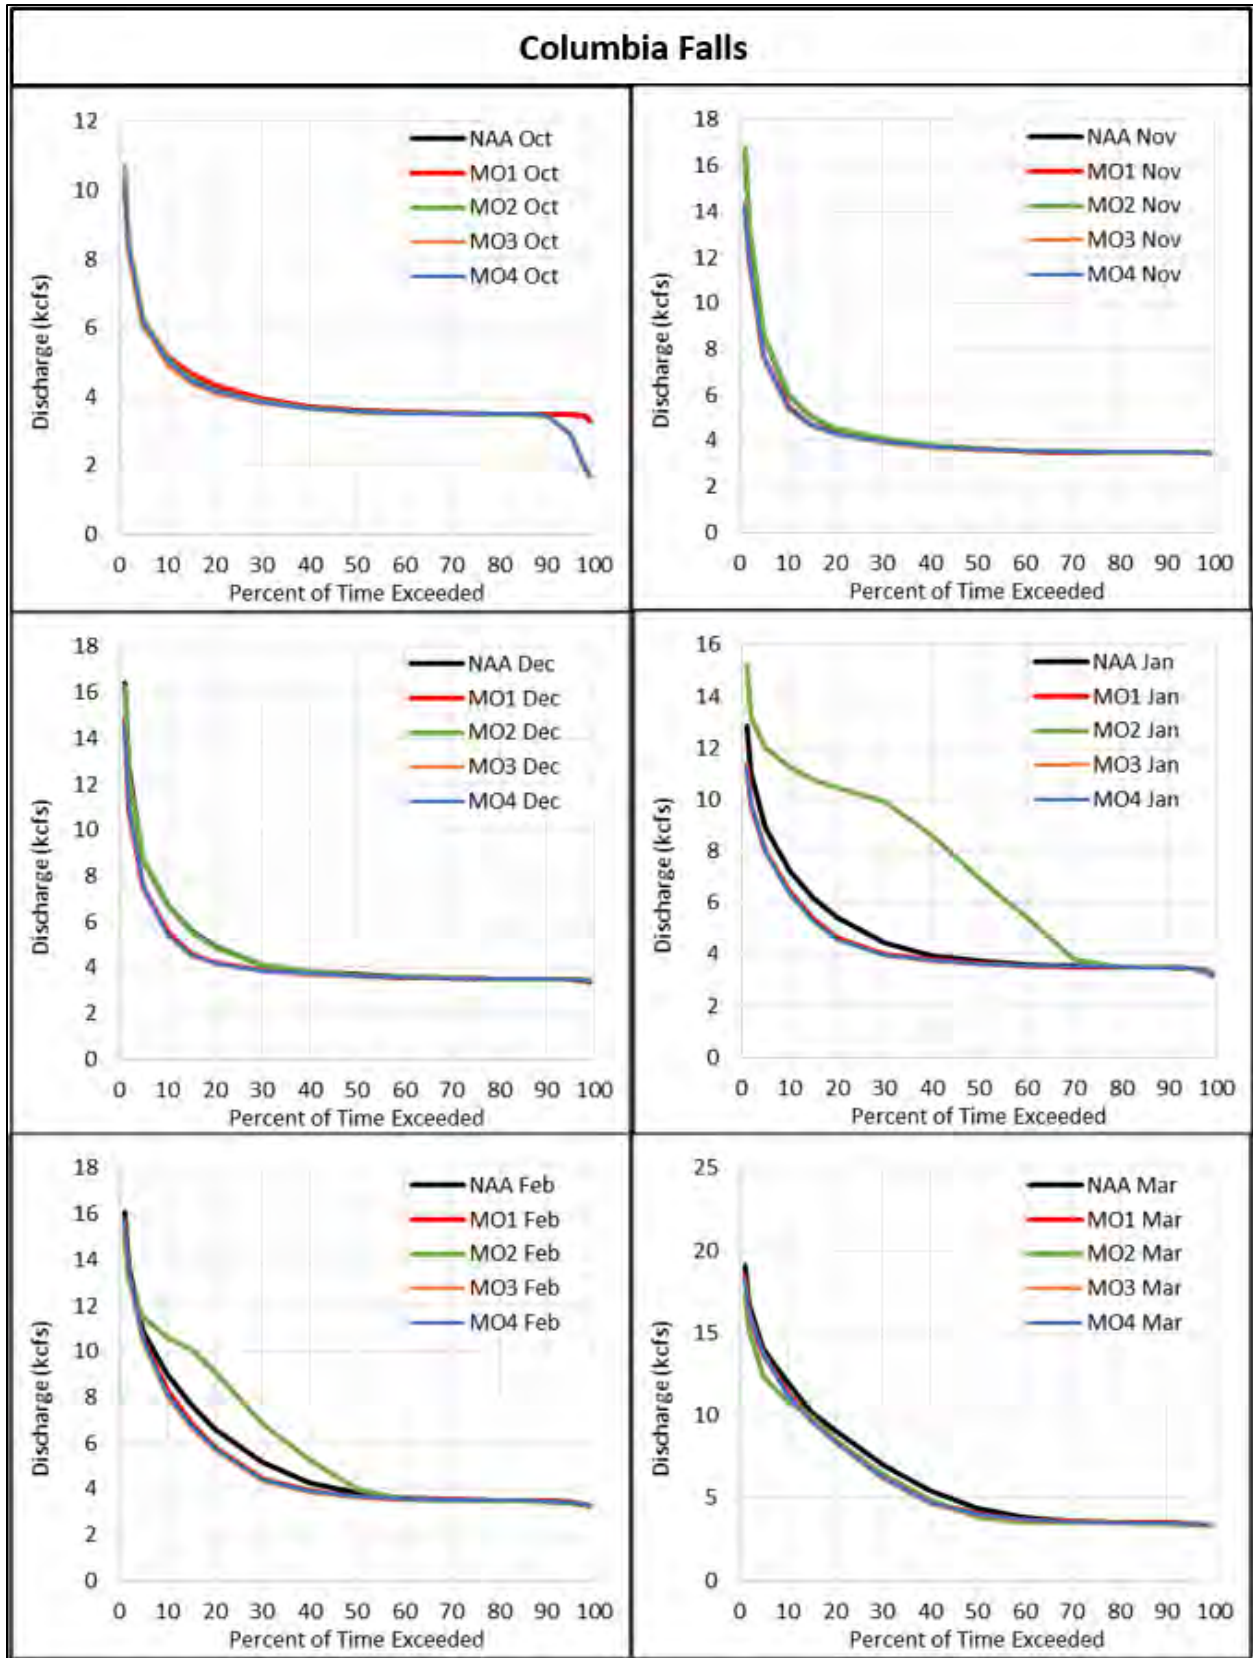 Columbia Falls
12
10
8
6
4
2
0
Discharge (kcfs)
NAA Oct
MO1 Oct
MO2 Oct
MO3 Oct
MO4 Oct
0 10 20 30 40 50 60 70 80 90 100
Percent of Time Exceeded
18
16
14
12
10
8
6
4
2
0
Discharge (kcfs)
NAA Nov
MO1 Nov
MO2 Nov
MO3 Nov
MO4 Nov
0 10 20 30 40 50 60 70 80 90 100
Percent of Time Exceeded
18
16
14
12
10
8
6
4
2
0
Discharge (kcfs)
NAA Dec
MO1 Dec
MO2 Dec
MO3 Dec
MO4 Dec
0 10 20 30 40 50 60 70 80 90 100
Percent of Time Exceeded
16
14
12
10
8
6
4
2
0
Discharge (kcfs)
NAA Jan
MO1 Jan
MO2 Jan
MO3 Jan
MO4 Jan
0 10 20 30 40 50 60 70 80 90 100
Percent of Time Exceeded
18
16
14
12
10
8
6
4
2
0
Discharge (kcfs)
NAA Feb
MO1 Feb
MO2 Feb
MO3 Feb
MO4 Feb
0 10 20 30 40 50 60 70 80 90 100
Percent of Time Exceeded
25
20
15
10
5
0
Discharge (kcfs)
NAA Mar
MO1 Mar
MO2 Mar
MO3 Mar
MO4 Mar
0 10 20 30 40 50 60 70 80 90 100
Percent of Time Exceeded